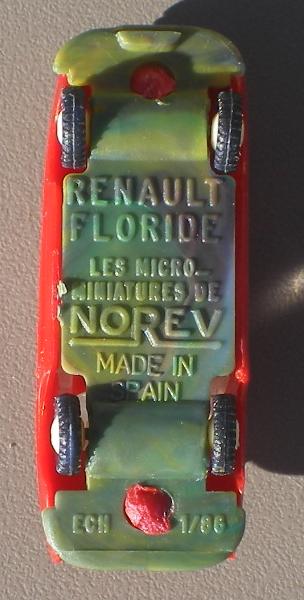 RENAULT
FLORIDE
LES MICRO-
MINIATURES DE
NOREV
MADE IN
SPAIN
ECH 1/86